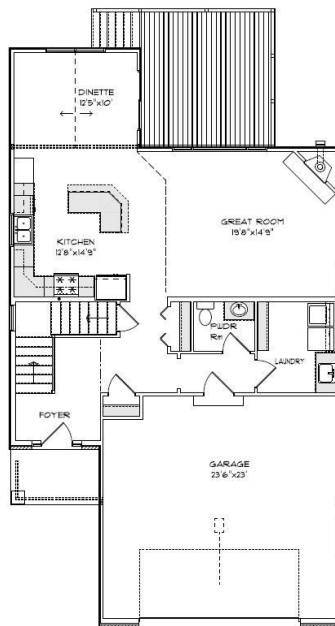 DINETTE
12'5"x10'
GREAT ROOM
19'8"x14'9"
KITCHEN
12'8"x14'9"
PWDR
Rm
LAUNDRY
FOYER
GARAGE
23'6"x23'